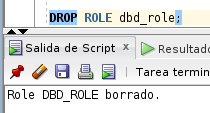 DROP ROLE dbd_role;
Salida de Script x Resultado
Tarea termin
Role DBD_ROLE borrado.